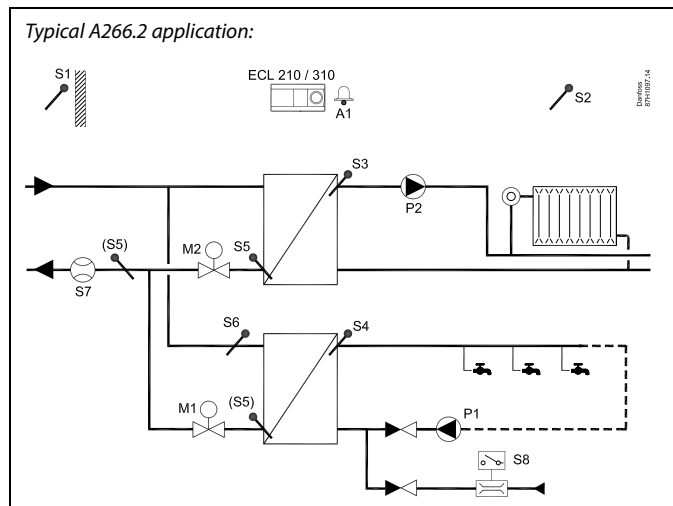 Typical A266.2 application:
S1
ECL 210 / 310
A1
S2
Danfoss
87H1097.14
S3
P2
(S5)
M2
S5
S7
S6
S4
M1
(S5)
P1
S8